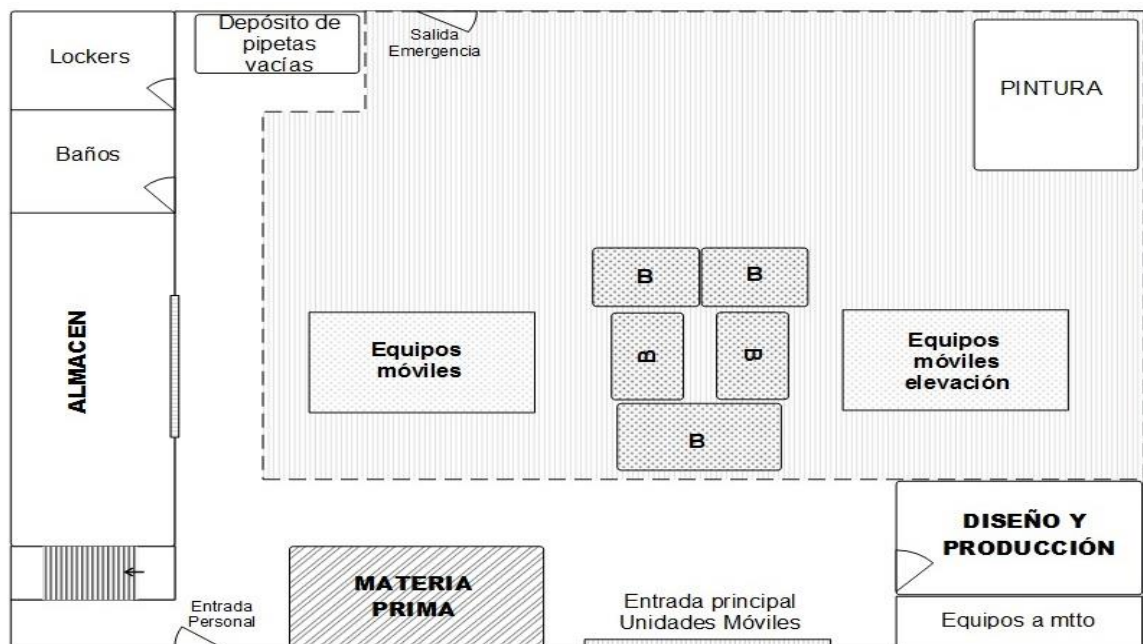 Lockers
Depósito de
pipetas
vacías
Salida
Emergencia
PINTURA
Baños
B
B
ALMACEN
Equipos
móviles
B
B
Equipos
móviles
elevación
B
DISEÑO Y
PRODUCCIÓN
MATERIA
PRIMA
Entrada
Personal
Entrada principal
Unidades Móviles
Equipos a mtto